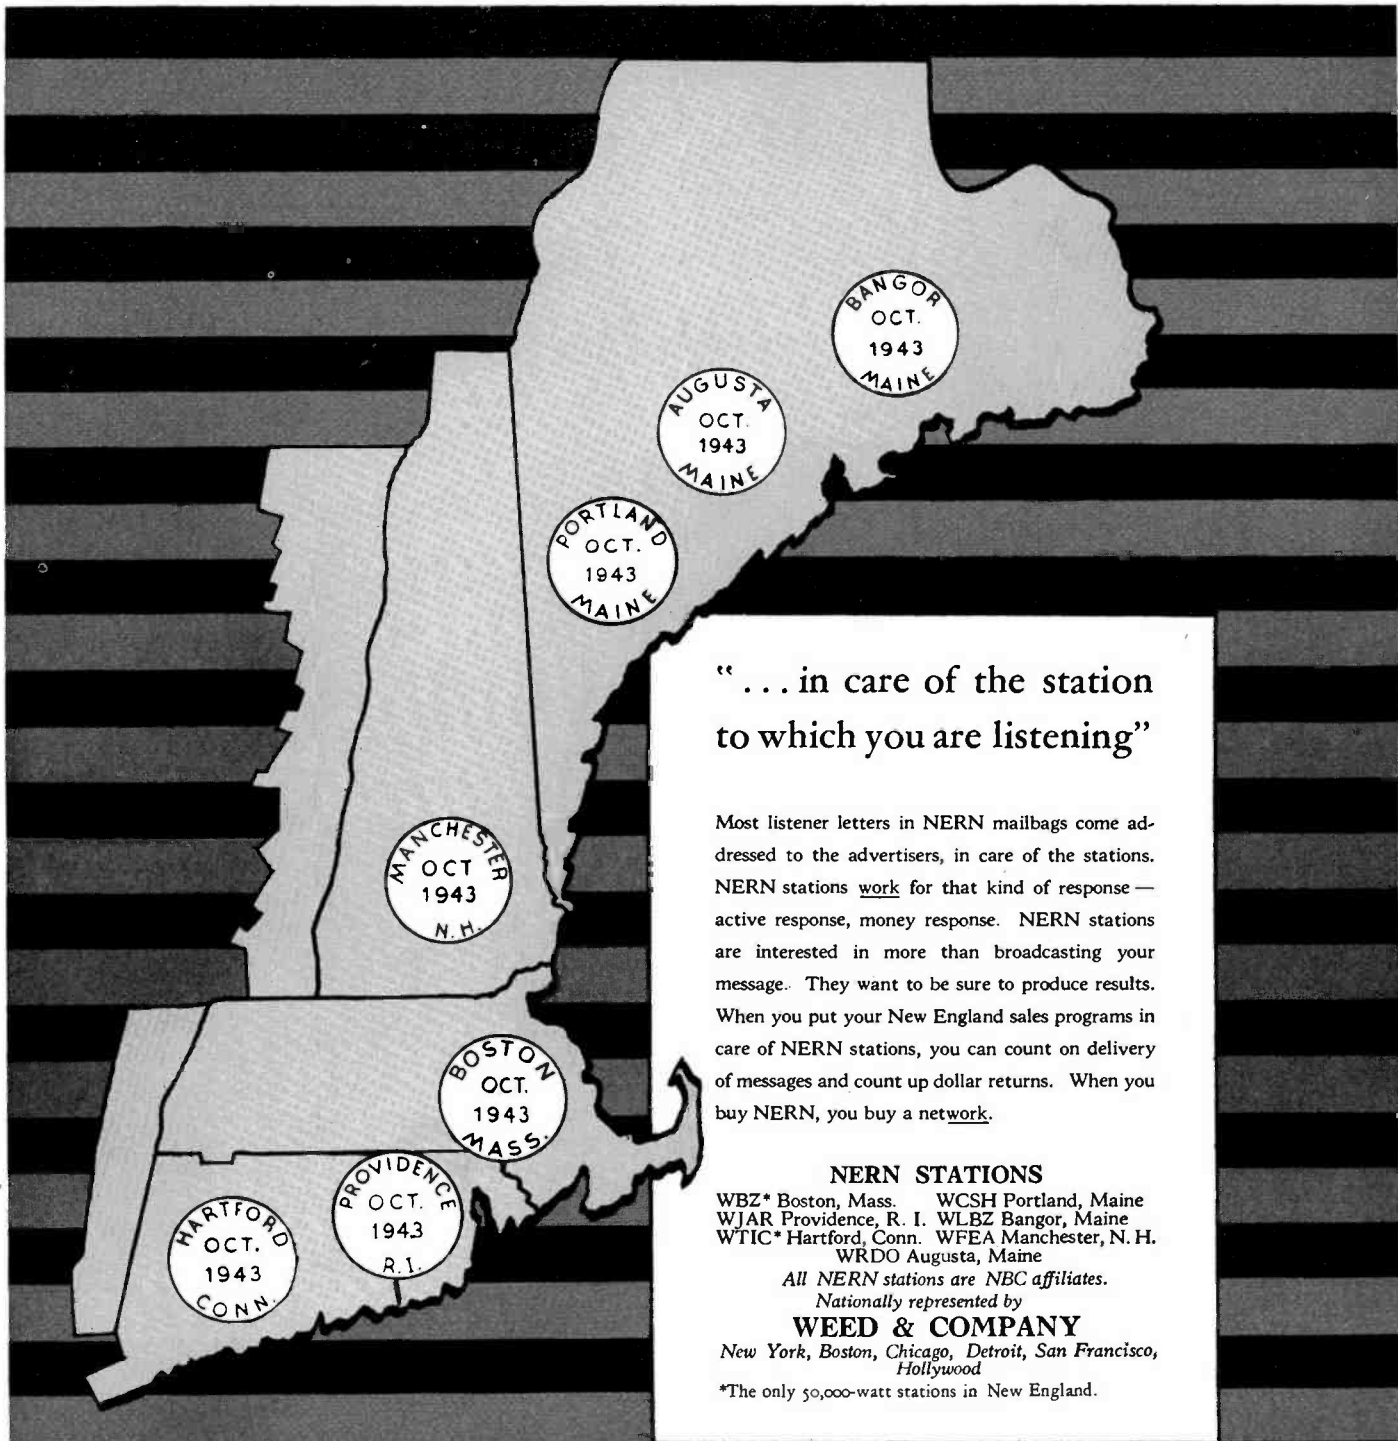 BANGOR
OCT.
1943
MAINE
AUGUSTA
OCT.
1943
MAINE
PORTLAND
OCT.
1943
MAINE
MANCHESTER
OCT
1943
N.H.
BOSTON
OCT.
1943
MASS.
PROVIDENCE
OCT.
1943
R.I.
HARTFORD
OCT.
1943
CONN.
“... in care of the station
to which you are listening”
Most listener letters in NERN mailbags come ad-
dressed to the advertisers, in care of the stations.
NERN stations work for that kind of response —
active response, money response. NERN stations
are interested in more than broadcasting your
message. They want to be sure to produce results.
When you put your New England sales programs in
care of NERN stations, you can count on delivery
of messages and count up dollar returns. When you
buy NERN, you buy a network.
NERN STATIONS
WBZ* Boston, Mass. WCSH Portland, Maine
WJAR Providence, R. I. WLBZ Bangor, Maine
WTIC* Hartford, Conn. WFEA Manchester, N. H.
WRDO Augusta, Maine
All NERN stations are NBC affiliates.
Nationally represented by
WEED & COMPANY
New York, Boston, Chicago, Detroit, San Francisco,
Hollywood
*The only 50,000-watt stations in New England.